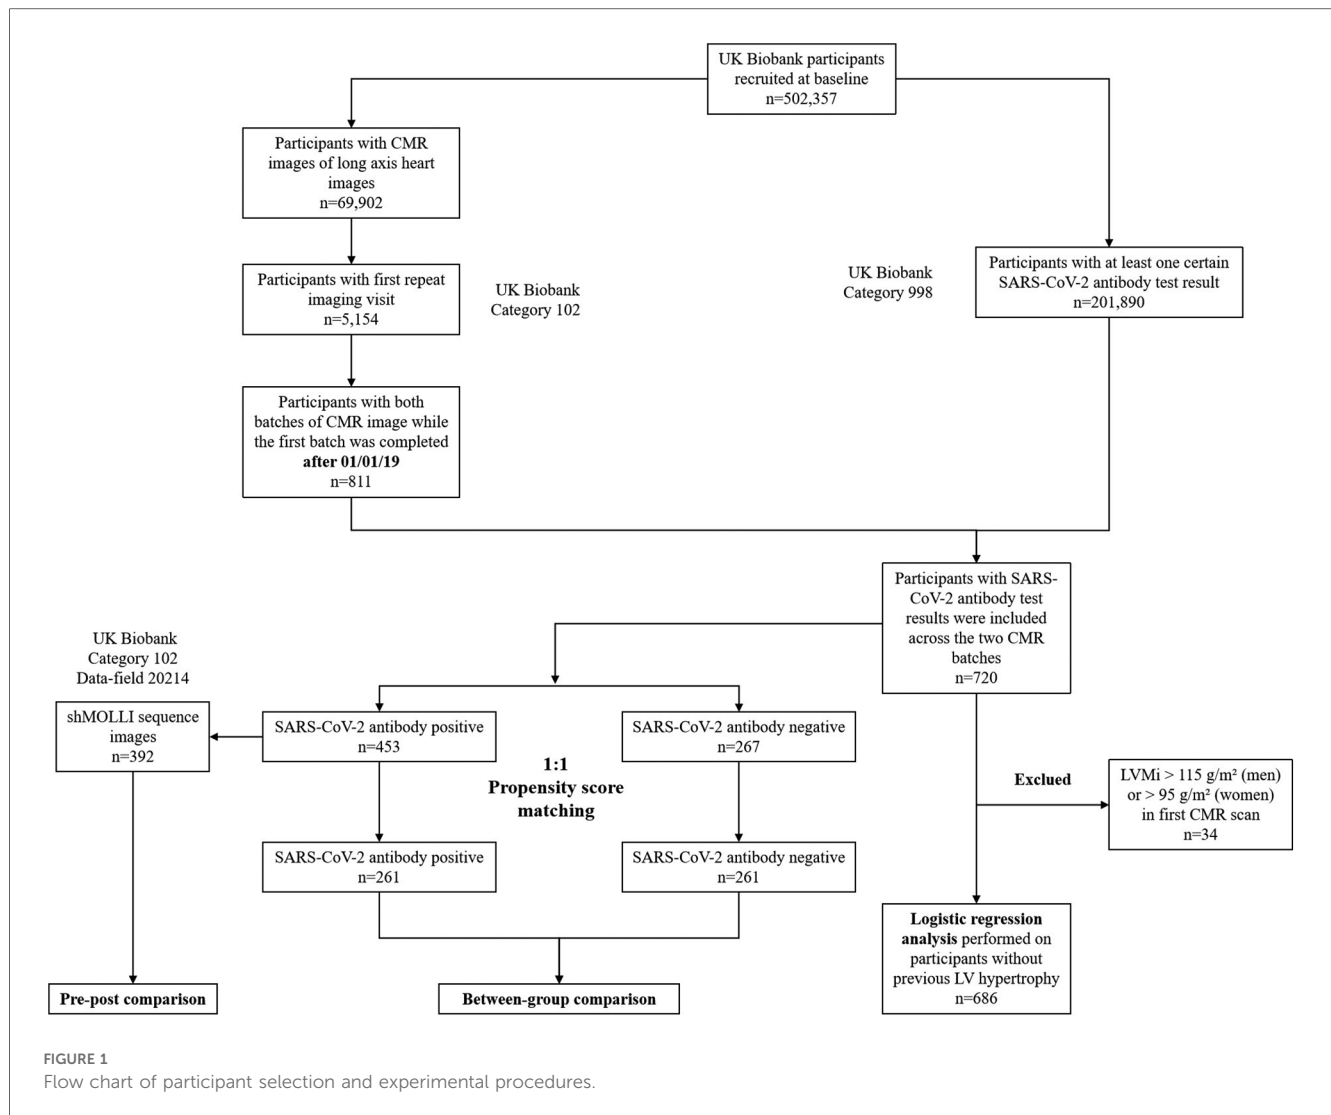 UK Biobank participants
recruited at baseline
n=502,357
Participants with CMR
images of long axis heart
images
n=69,902
Participants with first repeat
imaging visit
n=5,154
UK Biobank
Category 102
UK Biobank
Category 998
Participants with at least one certain
SARS-CoV-2 antibody test result
n=201,890
Participants with both
batches of CMR image while
the first batch was completed
after 01/01/19
n=811
Participants with SARS-
CoV-2 antibody test
results were included
across the two CMR
batches
n=720
UK Biobank
Category 102
Data-field 20214
shMOLLI sequence
images
n=392
SARS-CoV-2 antibody positive
n=453
SARS-CoV-2 antibody negative
n=267
1:1
Propensity score
matching
Exclued
LVMi > 115 g/m² (men)
or > 95 g/m² (women)
in first CMR scan
n=34
SARS-CoV-2 antibody positive
n=261
SARS-CoV-2 antibody negative
n=261
Logistic regression
analysis performed on
participants without
previous LV hypertrophy
n=686
Pre-post comparison
Between-group comparison
FIGURE 1
Flow chart of participant selection and experimental procedures.